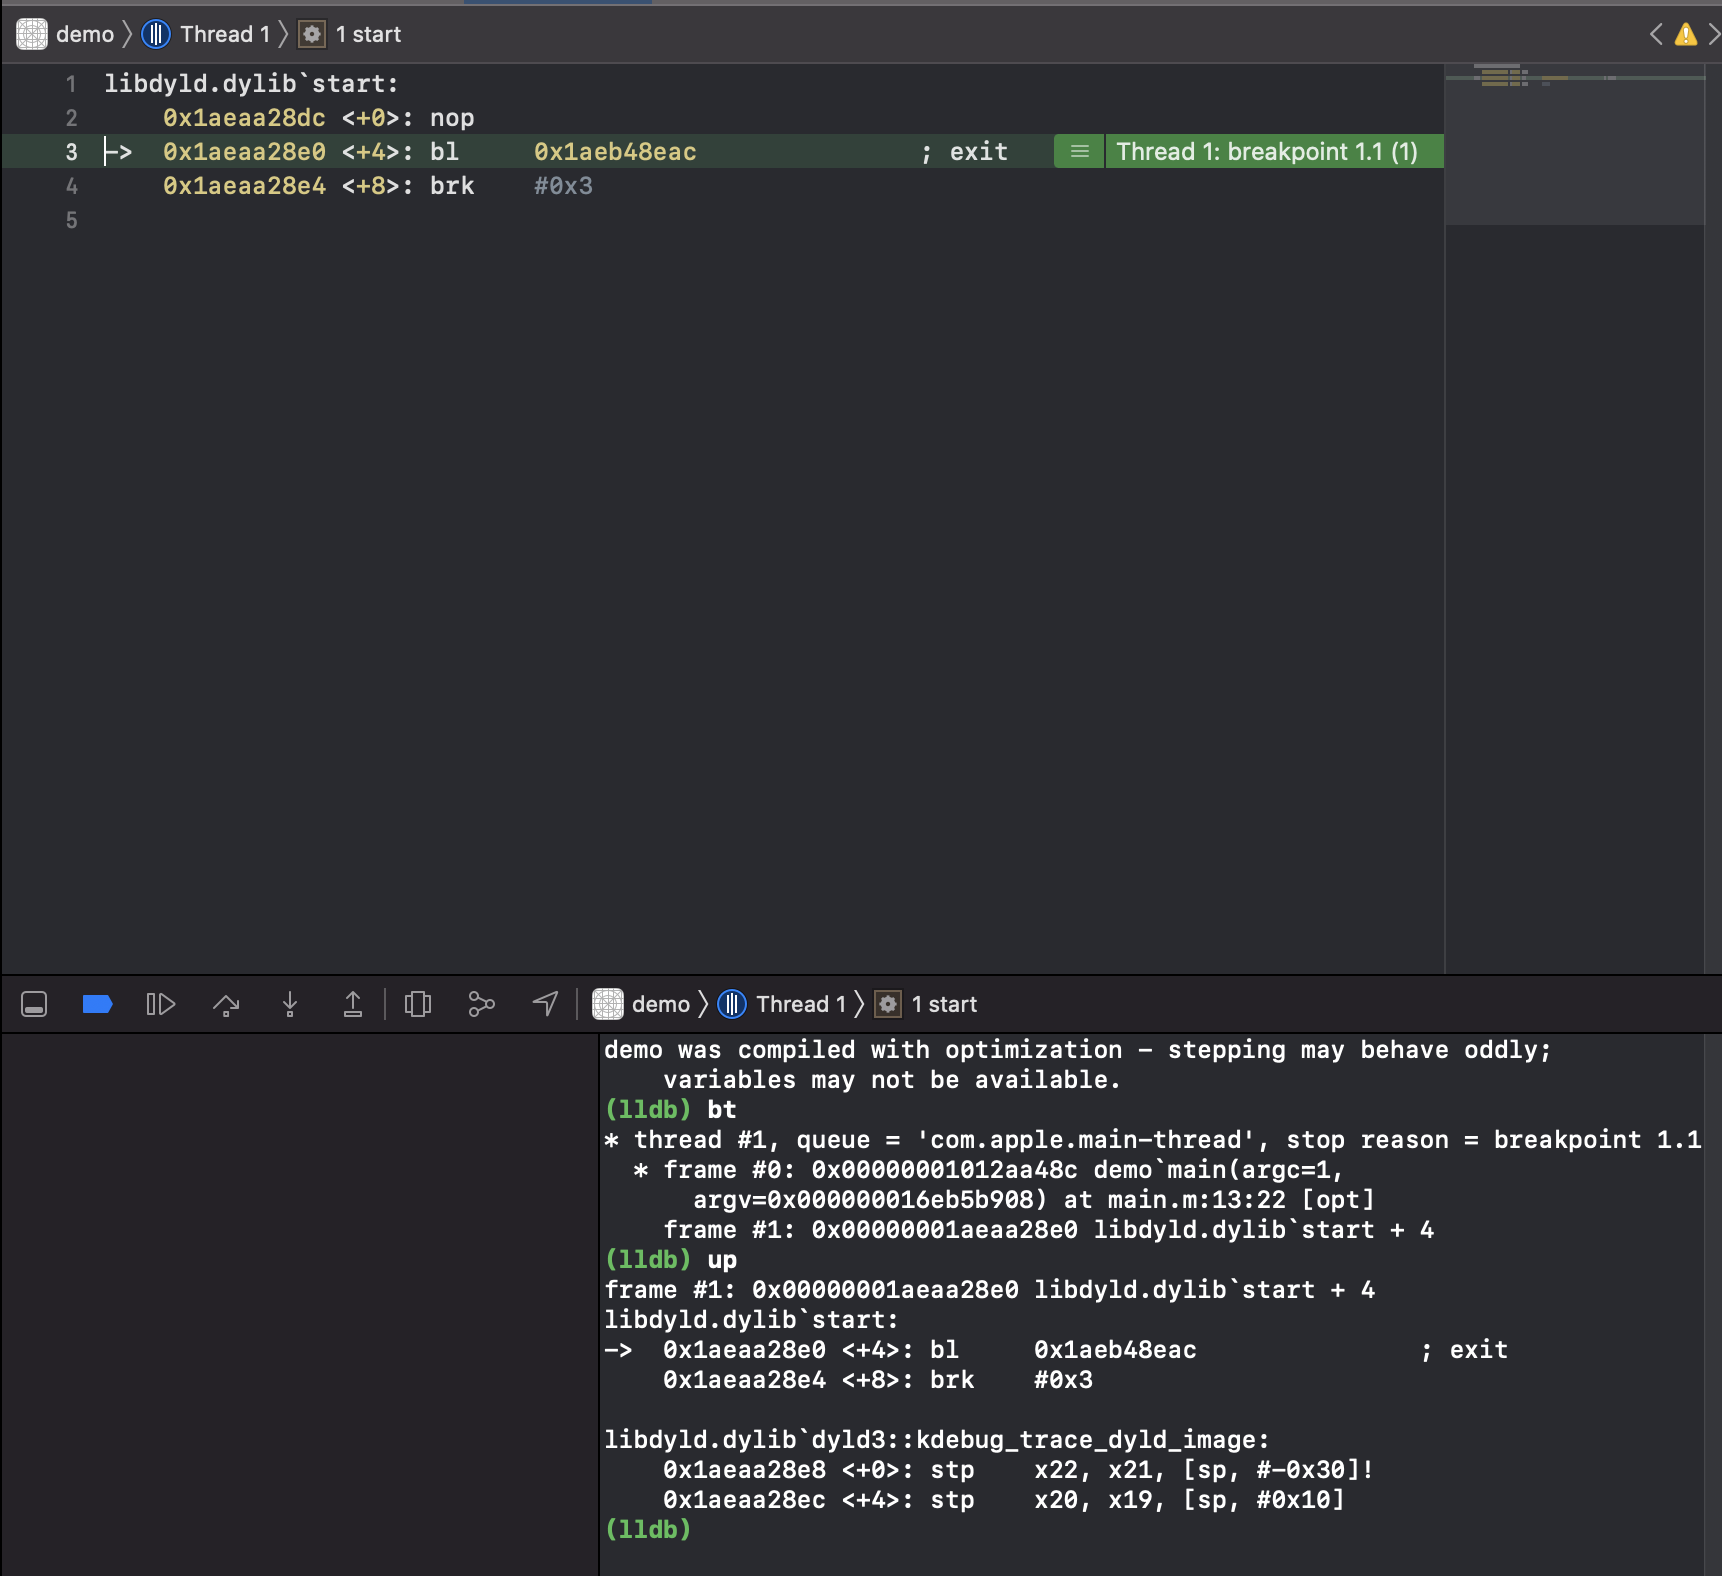 demo 〉 Thread 1 〉 1 start
1 libdyld.dylib`start:
2     0x1aeaa28dc <+0>: nop
3 ->  0x1aeaa28e0 <+4>: bl     0x1aeb48eac               ; exit   Thread 1: breakpoint 1.1 (1)
4     0x1aeaa28e4 <+8>: brk    #0x3
5
demo 〉 Thread 1 〉 1 start
demo was compiled with optimization - stepping may behave oddly;
    variables may not be available.
(lldb) bt
* thread #1, queue = 'com.apple.main-thread', stop reason = breakpoint 1.1
  * frame #0: 0x00000001012aa48c demo`main(argc=1,
      argv=0x000000016eb5b908) at main.m:13:22 [opt]
    frame #1: 0x00000001aeaa28e0 libdyld.dylib`start + 4
(lldb) up
frame #1: 0x00000001aeaa28e0 libdyld.dylib`start + 4
libdyld.dylib`start:
->  0x1aeaa28e0 <+4>: bl     0x1aeb48eac               ; exit
    0x1aeaa28e4 <+8>: brk    #0x3
libdyld.dylib`dyld3::kdebug_trace_dyld_image:
    0x1aeaa28e8 <+0>: stp    x22, x21, [sp, #-0x30]!
    0x1aeaa28ec <+4>: stp    x20, x19, [sp, #0x10]
(lldb)